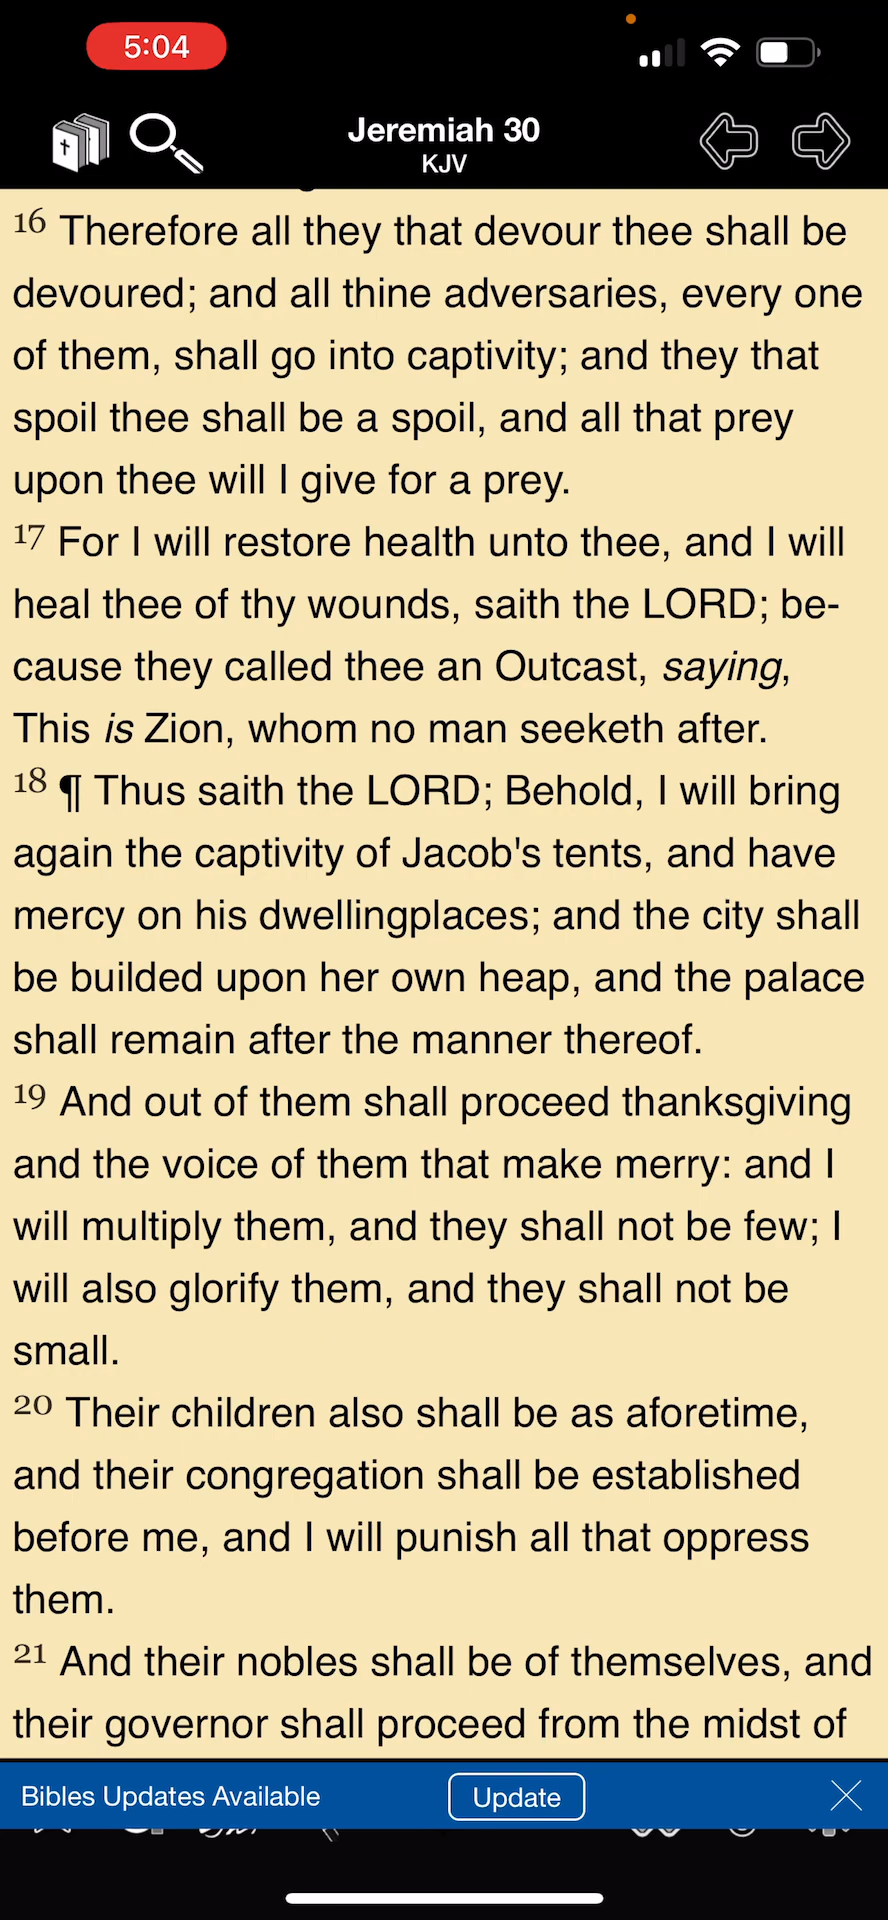 5:04
Jeremiah 30
KJV
16 Therefore all they that devour thee shall be
devoured; and all thine adversaries, every one
of them, shall go into captivity; and they that
spoil thee shall be a spoil, and all that prey
upon thee will I give for a prey.
17 For I will restore health unto thee, and I will
heal thee of thy wounds, saith the LORD; be-
cause they called thee an Outcast, saying,
This is Zion, whom no man seeketh after.
18 ¶ Thus saith the LORD; Behold, I will bring
again the captivity of Jacob's tents, and have
mercy on his dwellingplaces; and the city shall
be builded upon her own heap, and the palace
shall remain after the manner thereof.
19 And out of them shall proceed thanksgiving
and the voice of them that make merry: and I
will multiply them, and they shall not be few; I
will also glorify them, and they shall not be
small.
20 Their children also shall be as aforetime,
and their congregation shall be established
before me, and I will punish all that oppress
them.
21 And their nobles shall be of themselves, and
their governor shall proceed from the midst of
Bibles Updates Available
Update